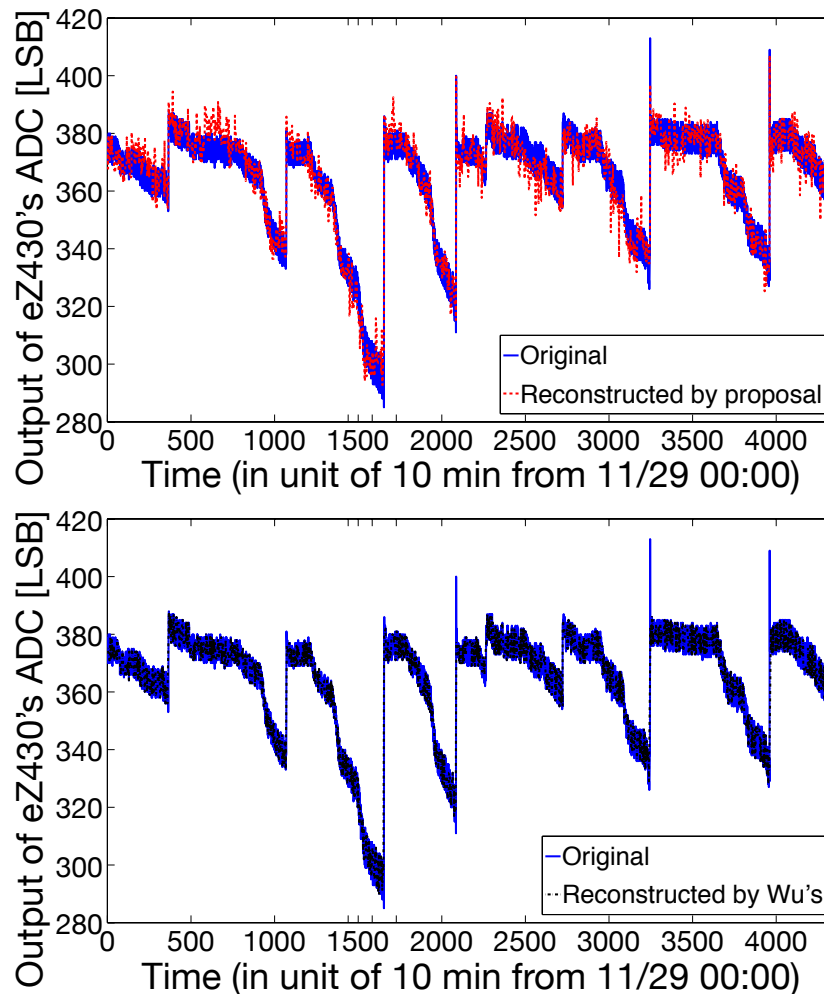 420
400
380
360
340
320
300
280
Output of eZ430's ADC [LSB]
Original
Reconstructed by proposal
0 500 1000 1500 2000 2500 3000 3500 4000
Time (in unit of 10 min from 11/29 00:00)
420
400
380
360
340
320
300
280
Output of eZ430's ADC [LSB]
Original
Reconstructed by Wu's
0 500 1000 1500 2000 2500 3000 3500 4000
Time (in unit of 10 min from 11/29 00:00)